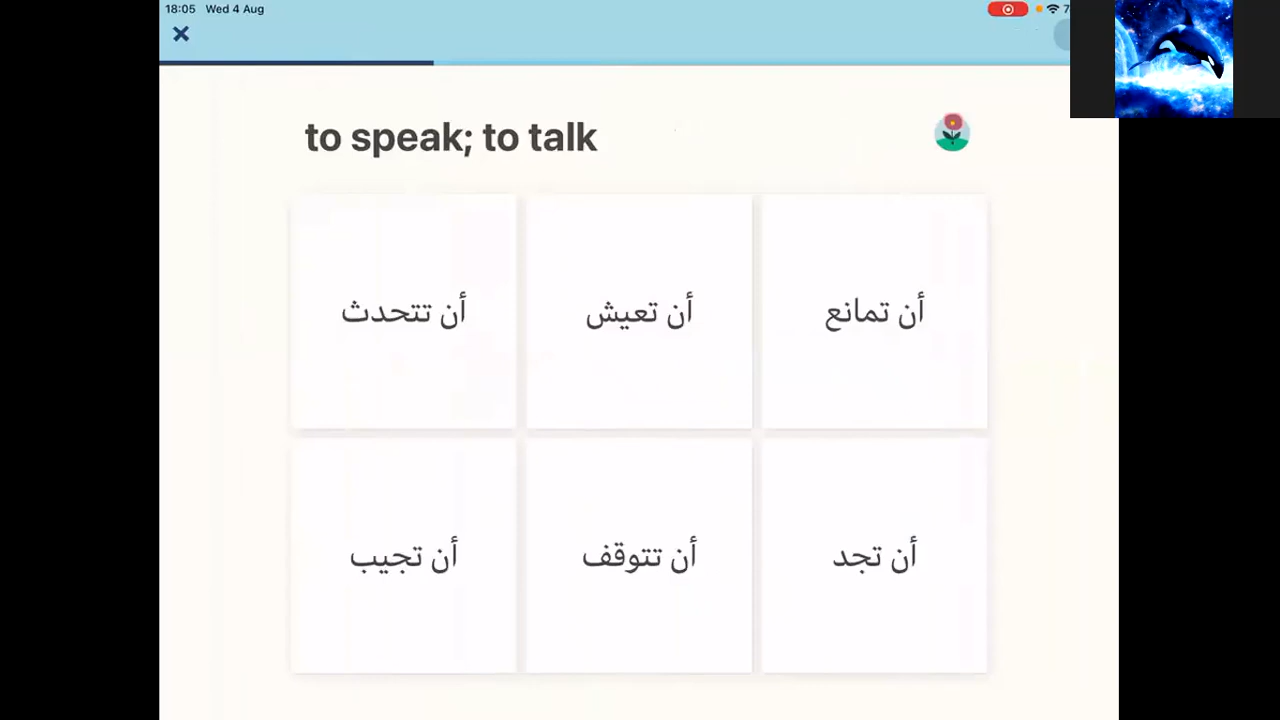 18:05 Wed 4 Aug
7
to speak; to talk
أن تتحدث
أن تعيش
أن تمانع
أن تجيب
أن تتوقف
أن تجد